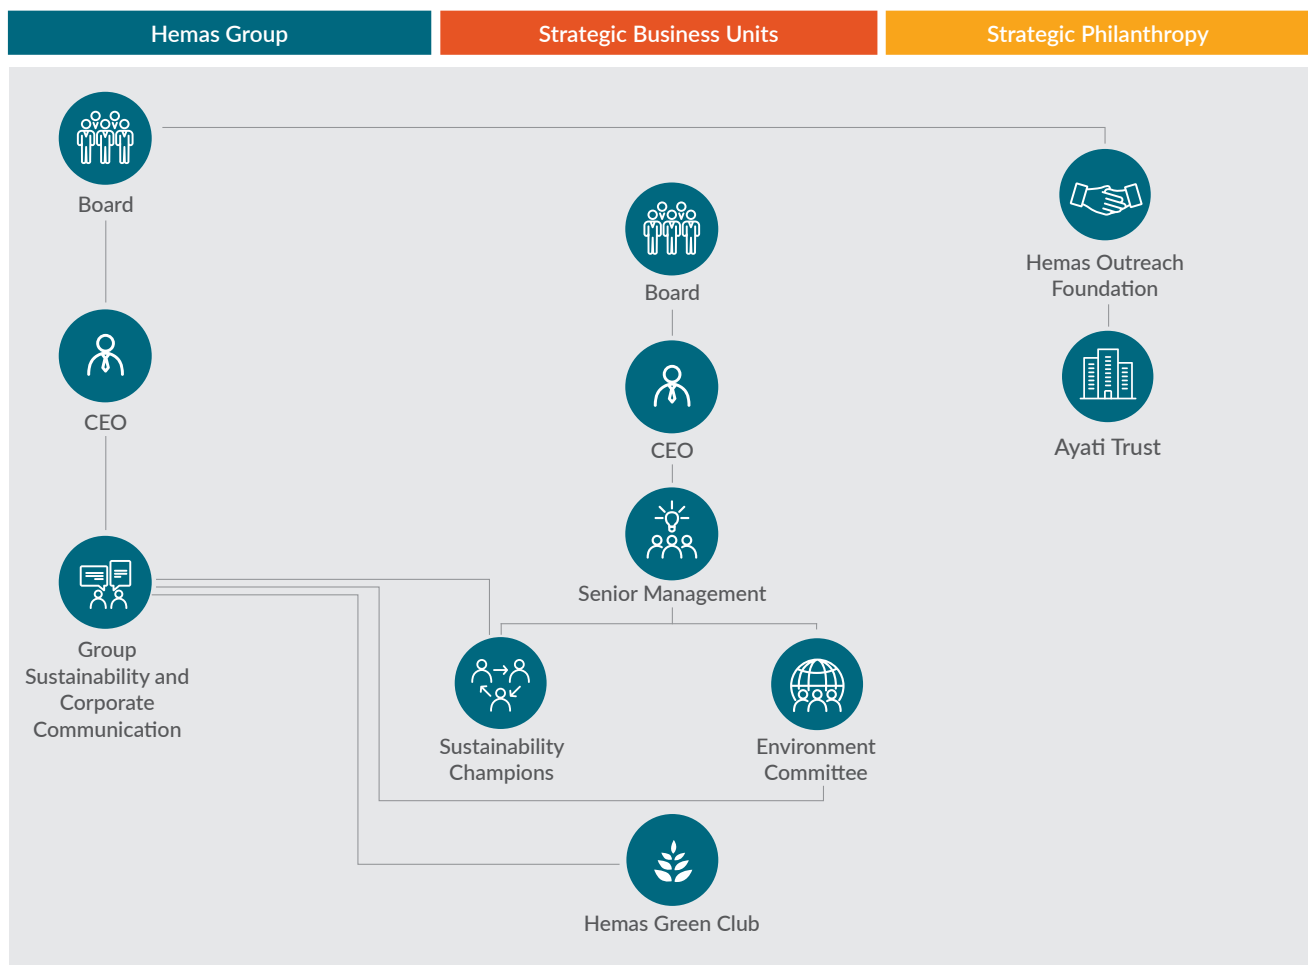 Hemas Group
Strategic Business Units
Strategic Philanthropy
Board
CEO
Group
Sustainability and
Corporate
Communication
Board
CEO
Senior Management
Sustainability
Champions
Environment
Committee
Hemas Green Club
Hemas Outreach
Foundation
Ayati Trust